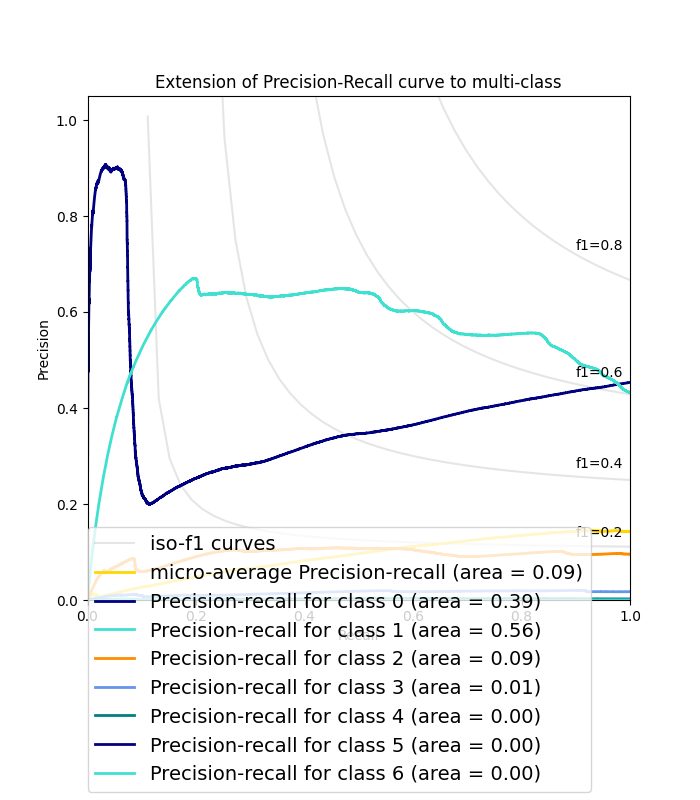 Extension of Precision-Recall curve to multi-class
1.0
0.8
0.6
0.4
0.2
0.0
Precision
f1=0.8
f1=0.6
f1=0.4
f1=0.2
0.0
0.2
0.4
0.6
0.8
1.0
Recall
iso-f1 curves
micro-average Precision-recall (area = 0.09)
Precision-recall for class 0 (area = 0.39)
Precision-recall for class 1 (area = 0.56)
Precision-recall for class 2 (area = 0.09)
Precision-recall for class 3 (area = 0.01)
Precision-recall for class 4 (area = 0.00)
Precision-recall for class 5 (area = 0.00)
Precision-recall for class 6 (area = 0.00)